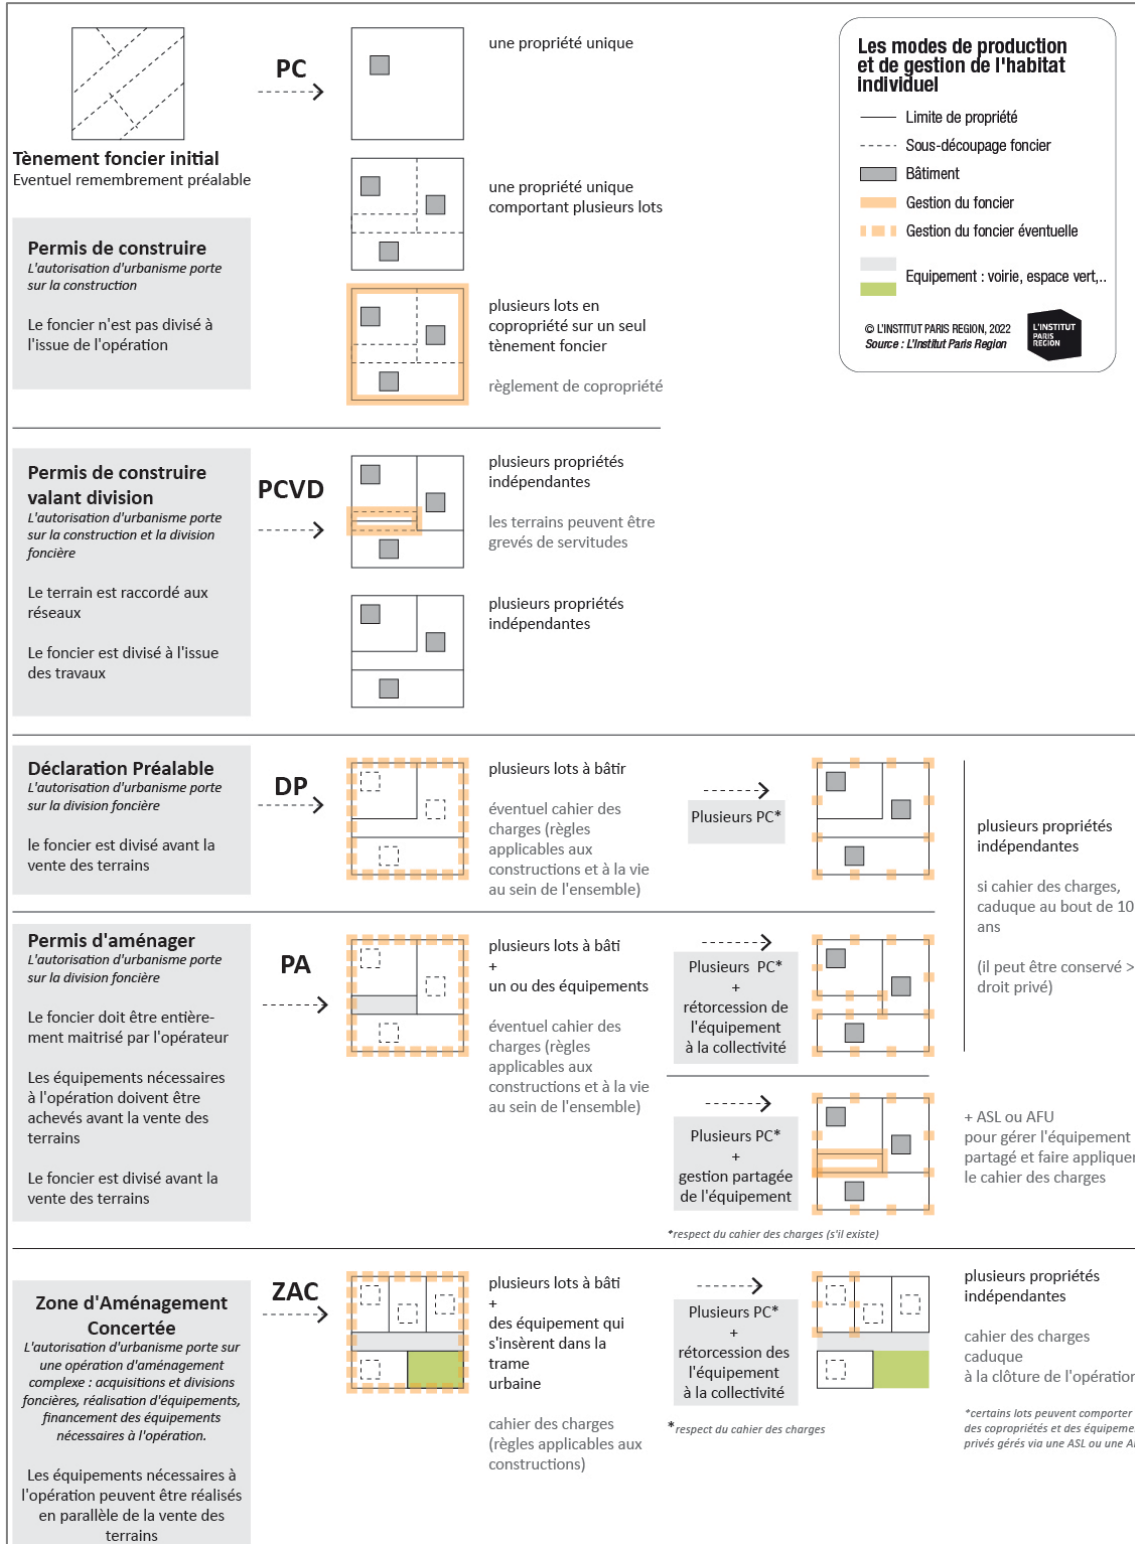 Les modes de production
et de gestion de l'habitat
individuel
Limite de propriété
Sous-découpage foncier
Bâtiment
Gestion du foncier
Gestion du foncier éventuelle
Equipement : voirie, espace vert,..
© L'INSTITUT PARIS REGION, 2022
Source : L'Institut Paris Region
L'INSTITUT
PARIS
REGION
Tènement foncier initial
Eventuel remembrement préalable
PC
une propriété unique
une propriété unique
comportant plusieurs lots
plusieurs lots en
copropriété sur un seul
tènement foncier
règlement de copropriété
Permis de construire
L'autorisation d'urbanisme porte
sur la construction
Le foncier n'est pas divisé à
l'issue de l'opération
Permis de construire
valant division
L'autorisation d'urbanisme porte
sur la construction et la division
foncière
Le terrain est raccordé aux
réseaux
Le foncier est divisé à l'issue
des travaux
PCVD
plusieurs propriétés
indépendantes
les terrains peuvent être
grevés de servitudes
plusieurs propriétés
indépendantes
Déclaration Préalable
L'autorisation d'urbanisme porte
sur la division foncière
le foncier est divisé avant la
vente des terrains
DP
plusieurs lots à bâtir
éventuel cahier des
charges (règles
applicables aux
constructions et à la vie
au sein de l'ensemble)
Plusieurs PC*
plusieurs propriétés
indépendantes
si cahier des charges,
caduque au bout de 10
ans
(il peut être conservé >
droit privé)
Permis d'aménager
L'autorisation d'urbanisme porte
sur la division foncière
Le foncier doit être entière-
ment maitrisé par l'opérateur
Les équipements nécessaires
à l'opération doivent être
achevés avant la vente des
terrains
Le foncier est divisé avant la
vente des terrains
PA
plusieurs lots à bâti
+
un ou des équipements
éventuel cahier des
charges (règles
applicables aux
constructions et à la vie
au sein de l'ensemble)
Plusieurs PC*
+
rétorcession de
l'équipement
à la collectivité
Plusieurs PC*
+
gestion partagée
de l'équipement
+ ASL ou AFU
pour gérer l'équipement
partagé et faire appliquer
le cahier des charges
*respect du cahier des charges (s'il existe)
Zone d'Aménagement
Concertée
L'autorisation d'urbanisme porte sur
une opération d'aménagement
complexe : acquisitions et divisions
foncières, réalisation d'équipements,
financement des équipements
nécessaires à l'opération.
Les équipements nécessaires à
l'opération peuvent être réalisés
en parallèle de la vente des
terrains
ZAC
plusieurs lots à bâti
+
des équipement qui
s'insèrent dans la
trame
urbaine
cahier des charges
(règles applicables aux
constructions)
Plusieurs PC*
+
rétorcession des
l'équipement
à la collectivité
* respect du cahier des charges
plusieurs propriétés
indépendantes
cahier des charges
caduque
à la clôture de l'opération
*certains lots peuvent comporter
des copropriétés et des
privés gérés via une ASL ou une